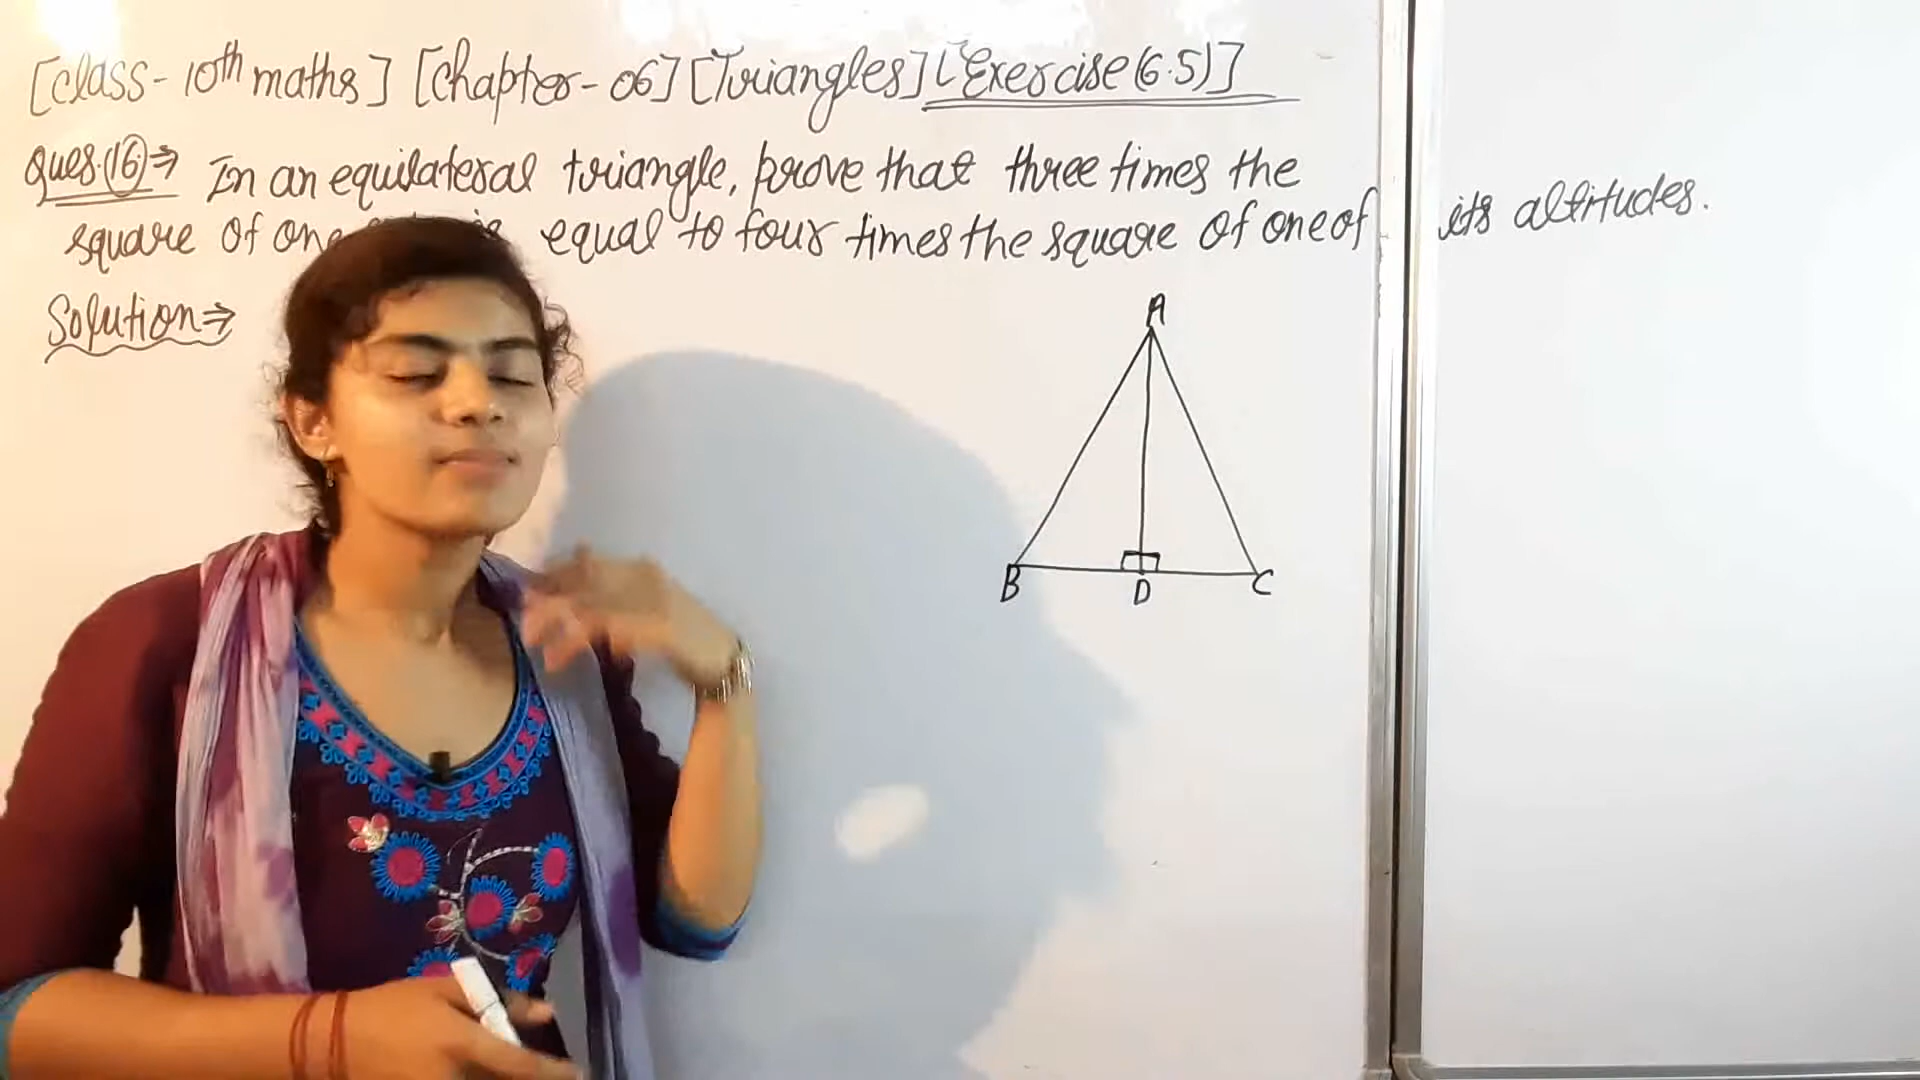 [Class-10th maths] [Chapter-06] [Triangles] [Exercise(6.5)]
Ques.(16)⇒ In an equilateral triangle, prove that three times the
square of one equal to four times the square of one of its altitudes.
Solution⇒
A
B D C